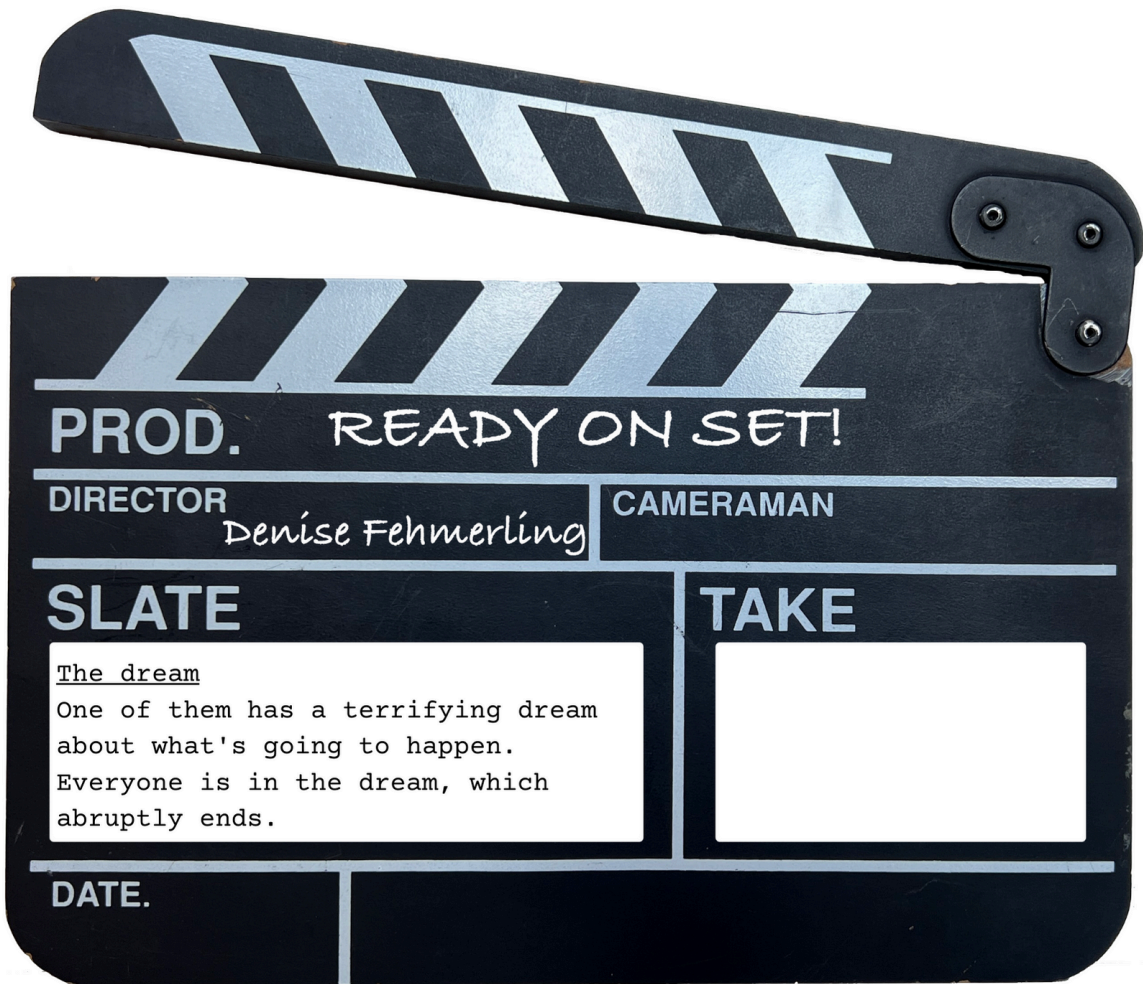 PROD. READY ON SET!
DIRECTOR
Denise Fehmerling
CAMERAMAN
SLATE
The dream
One of them has a terrifying dream
about what's going to happen.
Everyone is in the dream, which
abruptly ends.
TAKE
DATE.